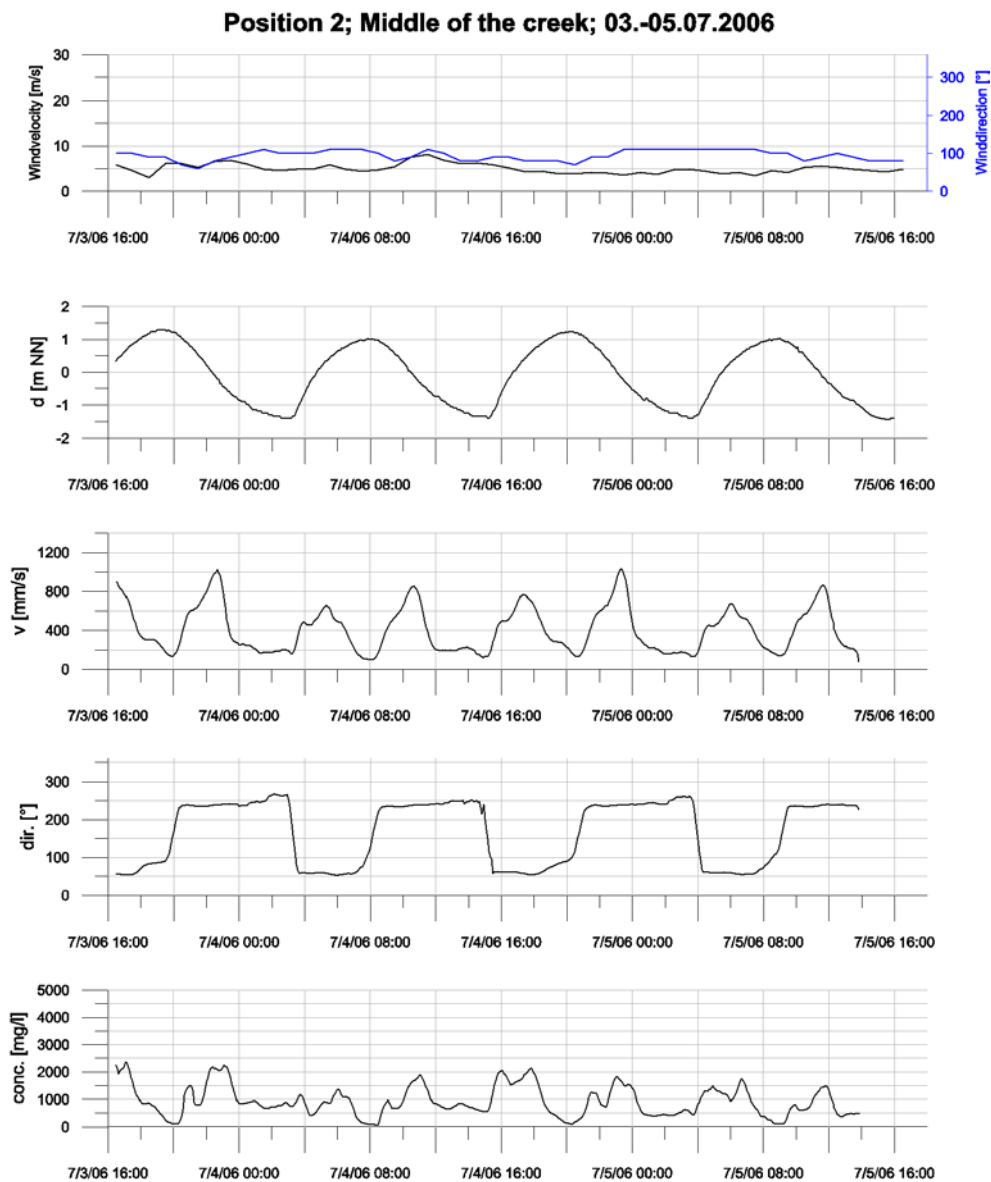 Position 2; Middle of the creek; 03.-05.07.2006
Windvelocity [m/s]
30
20
10
0
300
200
100
0
Winddirection [°]
7/3/06 16:00 7/4/06 00:00 7/4/06 08:00 7/4/06 16:00 7/5/06 00:00 7/5/06 08:00 7/5/06 16:00
d [m NN]
2
1
0
-1
-2
7/3/06 16:00 7/4/06 00:00 7/4/06 08:00 7/4/06 16:00 7/5/06 00:00 7/5/06 08:00 7/5/06 16:00
v [mm/s]
1200
800
400
0
7/3/06 16:00 7/4/06 00:00 7/4/06 08:00 7/4/06 16:00 7/5/06 00:00 7/5/06 08:00 7/5/06 16:00
dir. [°]
300
200
100
0
7/3/06 16:00 7/4/06 00:00 7/4/06 08:00 7/4/06 16:00 7/5/06 00:00 7/5/06 08:00 7/5/06 16:00
conc. [mg/l]
5000
4000
3000
2000
1000
0
7/3/06 16:00 7/4/06 00:00 7/4/06 08:00 7/4/06 16:00 7/5/06 00:00 7/5/06 08:00 7/5/06 16:00